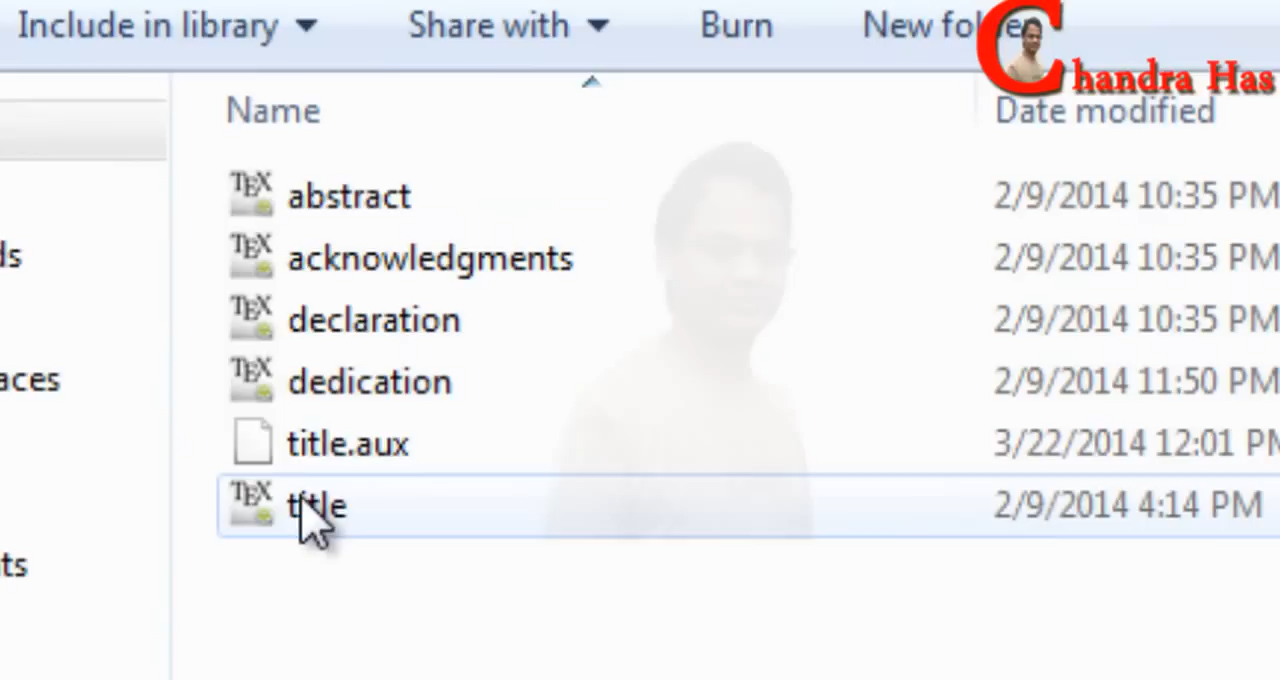 Include in library Share with Burn New folde
Chandra Has
Name Date modified
TEX abstract 2/9/2014 10:35 PM
TEX acknowledgments 2/9/2014 10:35 PM
ds
TEX declaration 2/9/2014 10:35 PM
TEX dedication 2/9/2014 11:50 PM
aces
title.aux 3/22/2014 12:01 PM
TEX title 2/9/2014 4:14 PM
ts